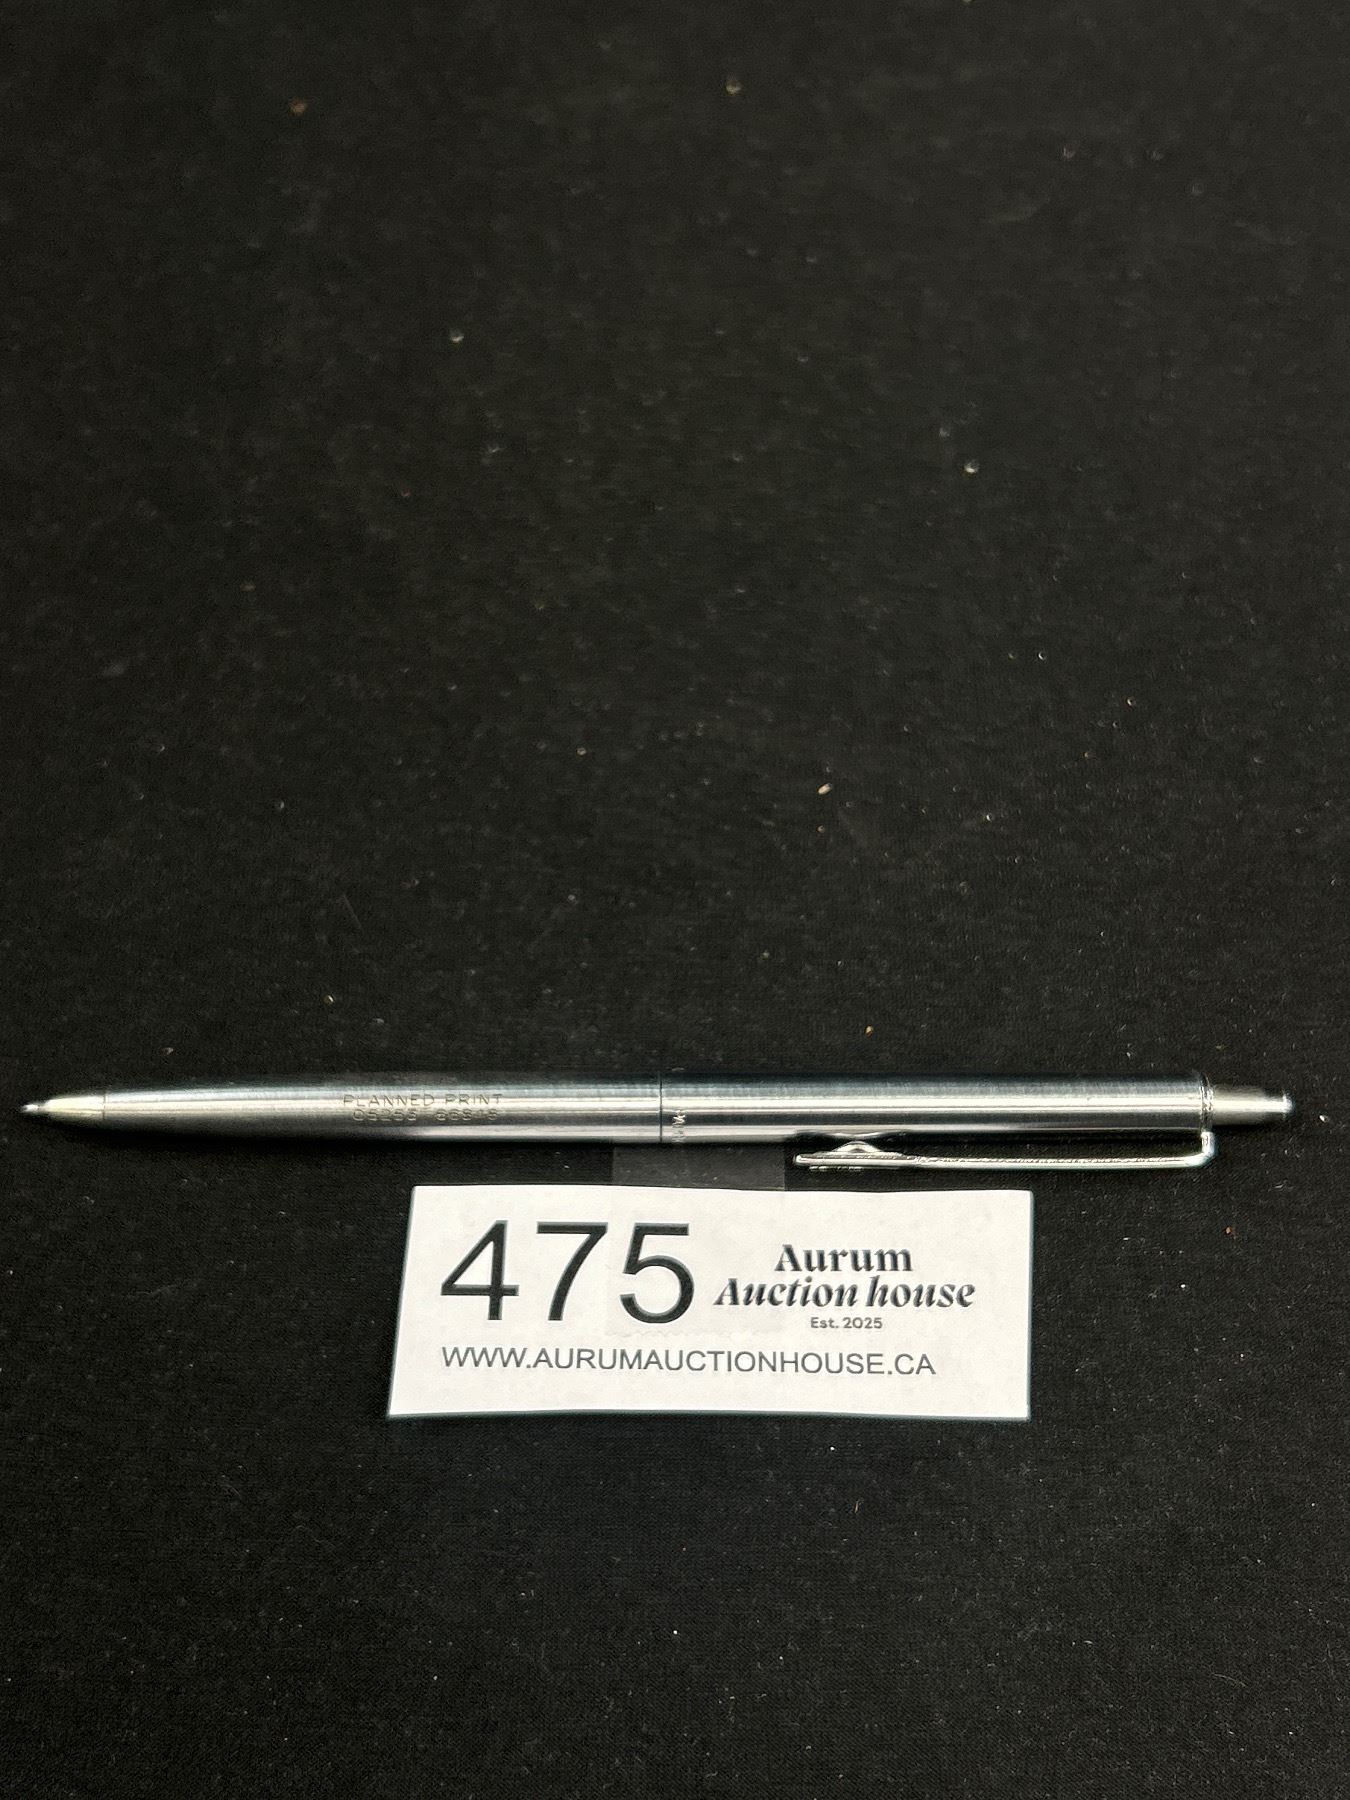 PLANNED PRINT
475
Aurum
Auction house
Est. 2025
WWW.AURUMAUCTIONHOUSE.CA